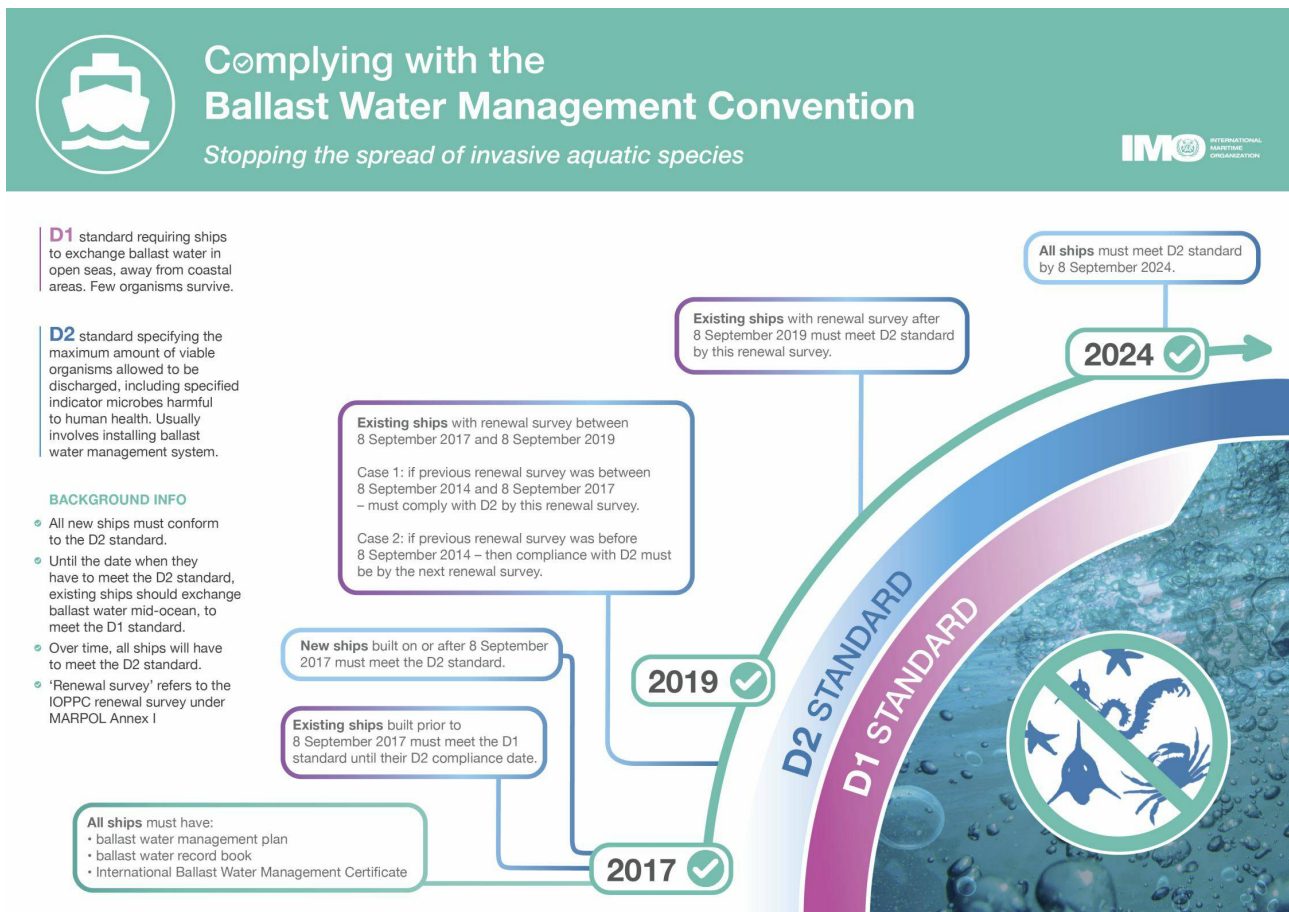 Complying with the
Ballast Water Management Convention
Stopping the spread of invasive aquatic species
IMO
INTERNATIONAL
MARITIME
ORGANIZATION
D1 standard requiring ships
to exchange ballast water in
open seas, away from coastal
areas. Few organisms survive.
D2 standard specifying the
maximum amount of viable
organisms allowed to be
discharged, including specified
indicator microbes harmful
to human health. Usually
involves installing ballast
water management system.
BACKGROUND INFO
All new ships must conform
to the D2 standard.
Until the date when they
have to meet the D2 standard,
existing ships should exchange
ballast water mid-ocean, to
meet the D1 standard.
Over time, all ships will have
to meet the D2 standard.
‘Renewal survey’ refers to the
IOPPC renewal survey under
MARPOL Annex I
All ships must meet D2 standard
by 8 September 2024.
2024
Existing ships with renewal survey after
8 September 2019 must meet D2 standard
by this renewal survey.
Existing ships with renewal survey between
8 September 2017 and 8 September 2019
Case 1: if previous renewal survey was between
8 September 2014 and 8 September 2017
– must comply with D2 by this renewal survey.
Case 2: if previous renewal survey was before
8 September 2014 – then compliance with D2 must
be by the next renewal survey.
2019
New ships built on or after 8 September
2017 must meet the D2 standard.
Existing ships built prior to
8 September 2017 must meet the D1
standard until their D2 compliance date.
All ships must have:
• ballast water management plan
• ballast water record book
• International Ballast Water Management Certificate
2017
D2 STANDARD
D1 STANDARD